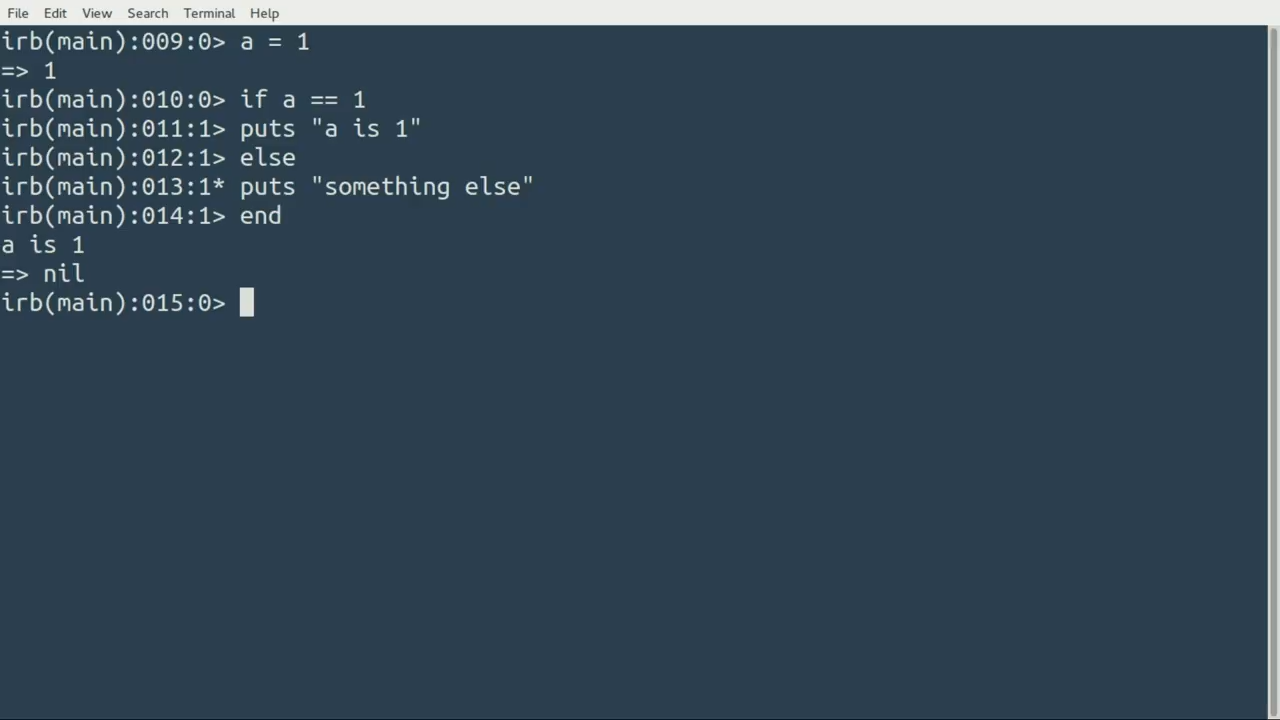 File Edit View Search Terminal Help
irb(main):009:0> a = 1
=> 1
irb(main):010:0> if a == 1
irb(main):011:1> puts "a is 1"
irb(main):012:1> else
irb(main):013:1* puts "something else"
irb(main):014:1> end
a is 1
=> nil
irb(main):015:0>